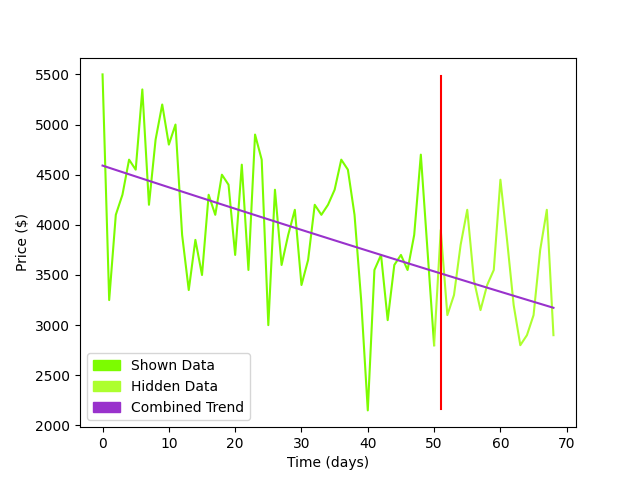 5500
5000
4500
4000
3500
3000
2500
2000
Price ($)
Shown Data
Hidden Data
Combined Trend
0 10 20 30 40 50 60 70
Time (days)